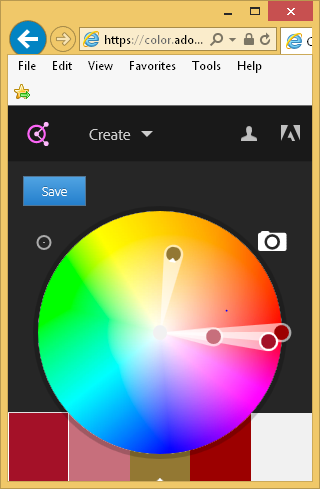 https://color.ado...
File Edit View Favorites Tools Help
Create
Save